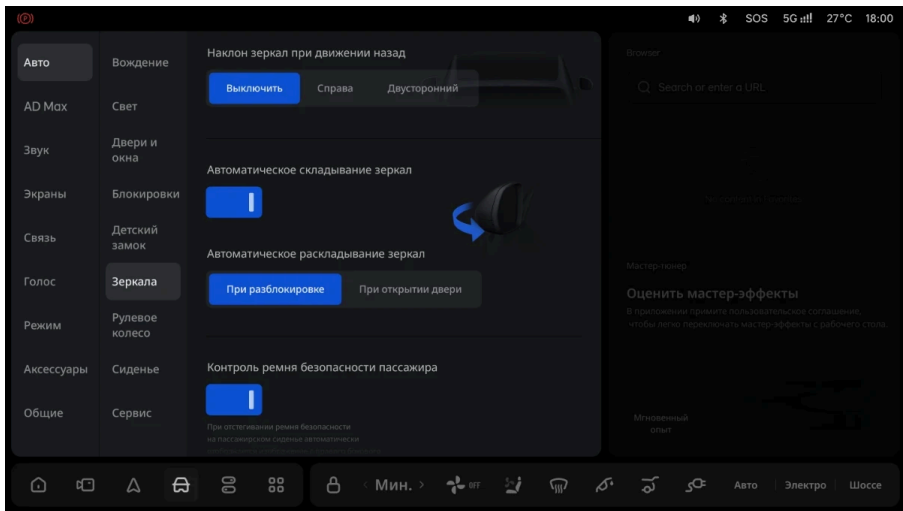 (P)
SOS 5G 27°C 18:00
Авто
AD Max
Звук
Экраны
Связь
Голос
Режим
Аксессуары
Общие
Вождение
Свет
Двери и
окна
Блокировки
Детский
замок
Зеркала
Рулевое
колесо
Сиденье
Сервис
Наклон зеркал при движении назад
Выключить Справа Двусторонний
Автоматическое складывание зеркал
Автоматическое раскладывание зеркал
При разблокировке При открытии двери
Контроль ремня безопасности пассажира
При отстегивании ремня безопасности
на пассажирском сиденье автоматически
Browser
Search or enter a URL
Мастер-тюнер
Оценить мастер-эффекты
В приложении примите пользовательское соглашение,
чтобы легко переключать мастер-эффекты с рабочего стола.
Мгновенный
опыт
< Мин. > OFF Авто Электро Шоссе